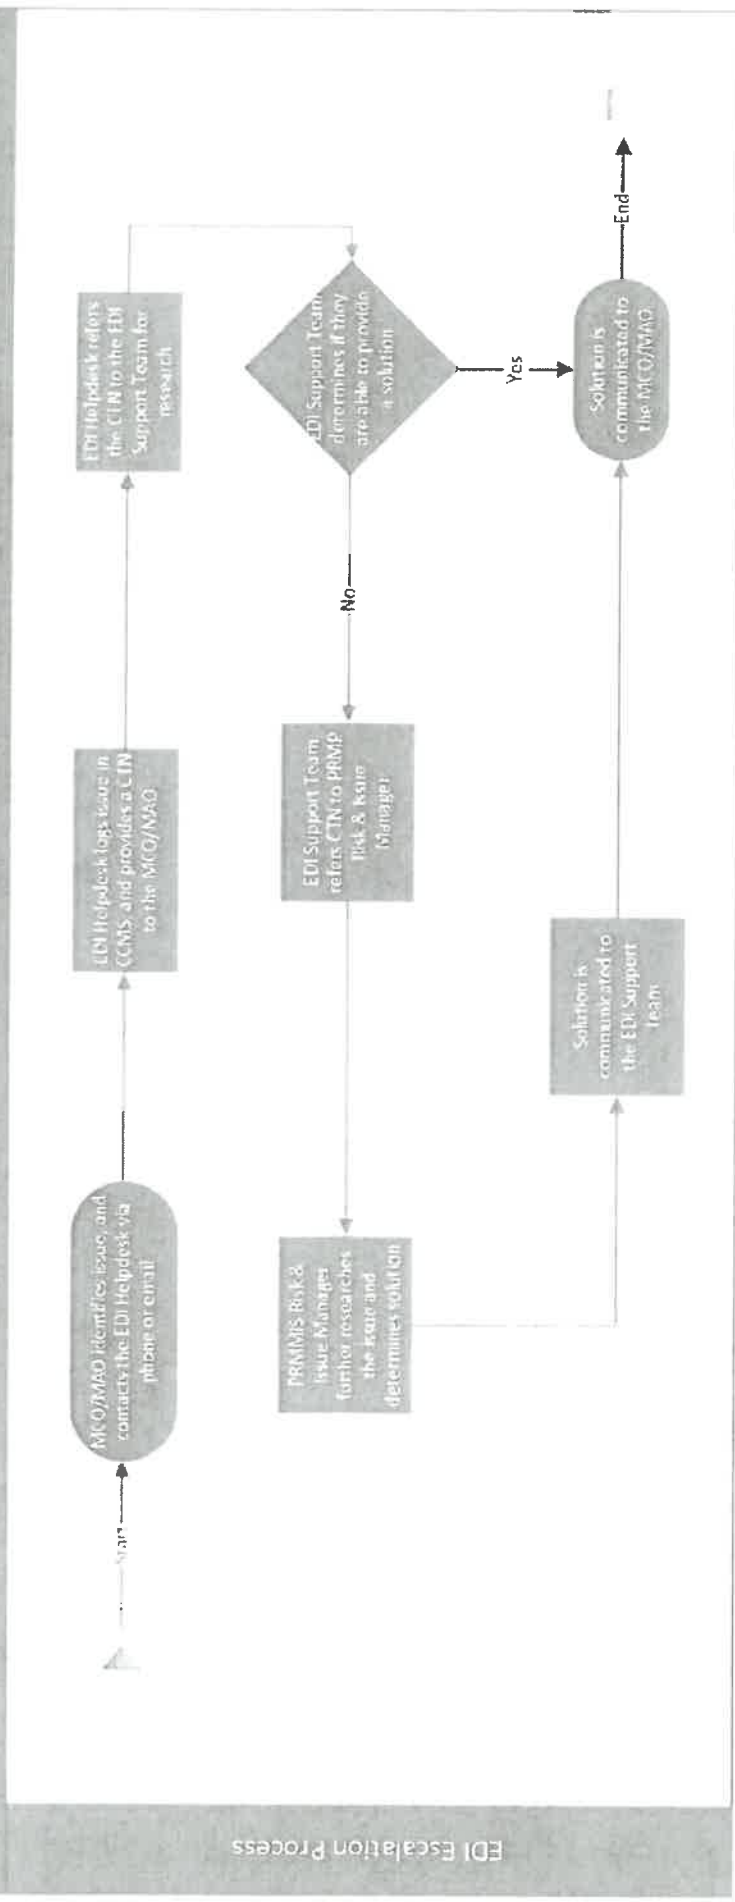 EDI Escalation Process
Start
MCO/MAO identifies issue, and
contacts the EDI Helpdesk via
phone or email
EDI Helpdesk logs issue in
CCMS, and provides a CTN
to the MCO/MAO
EDI Helpdesk refers
the CTN to the EDI
Support Team for
research
EDI Support Team
determines if they
are able to provide
a solution
No
Yes
EDI Support Team
refers CTN to PRMP
Risk & Issue
Manager
PRMMIS Risk &
Issue Manager
further researches
the issue and
determines solution
Solution is
communicated to
the EDI Support
Team
Solution is
communicated to
the MCO/MAO.
End